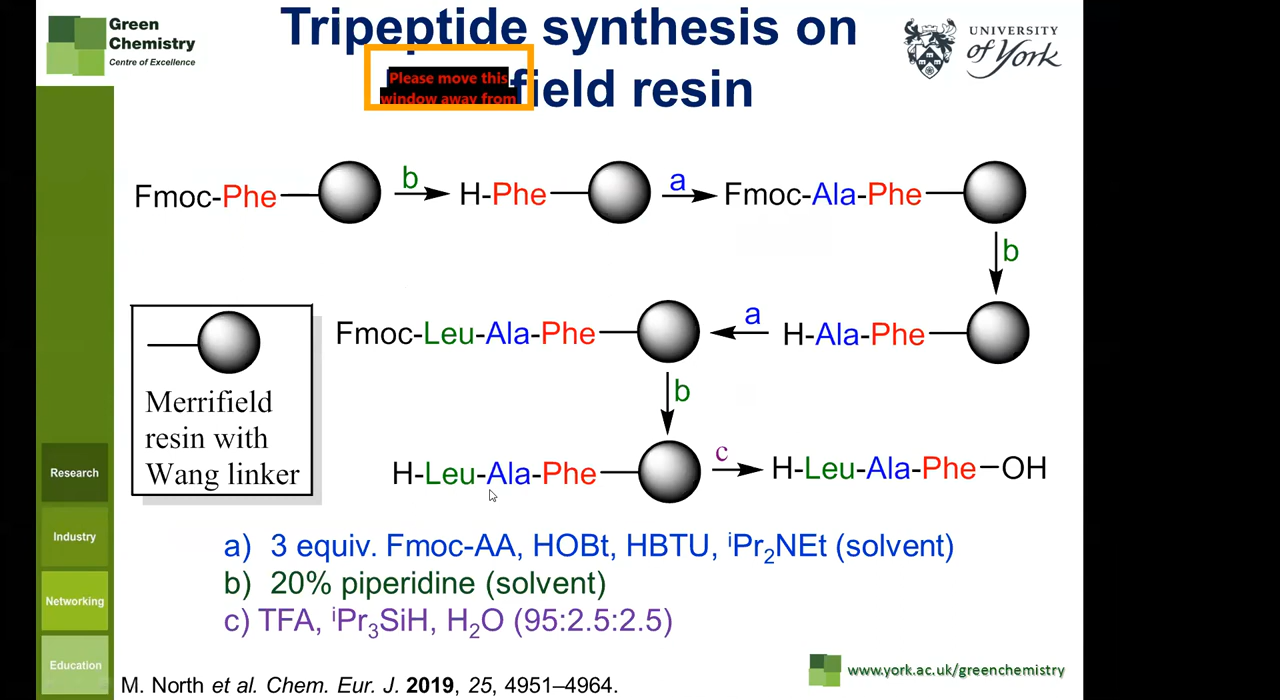 Green
Chemistry
Centre of Excellence
Tripeptide synthesis on
field resin
Please move this
window away from
UNIVERSITY
of York
Fmoc-Phe
b
H-Phe
a
Fmoc-Ala-Phe
b
Fmoc-Leu-Ala-Phe
a
H-Ala-Phe
b
Merrifield
resin with
Wang linker
H-Leu-Ala-Phe
c
H-Leu-Ala-Phe–OH
a) 3 equiv. Fmoc-AA, HOBt, HBTU, ⁱPr₂NEt (solvent)
b) 20% piperidine (solvent)
c) TFA, ⁱPr₃SiH, H₂O (95:2.5:2.5)
Research
Industry
Networking
Education
www.york.ac.uk/greenchemistry
M. North et al. Chem. Eur. J. 2019, 25, 4951–4964.